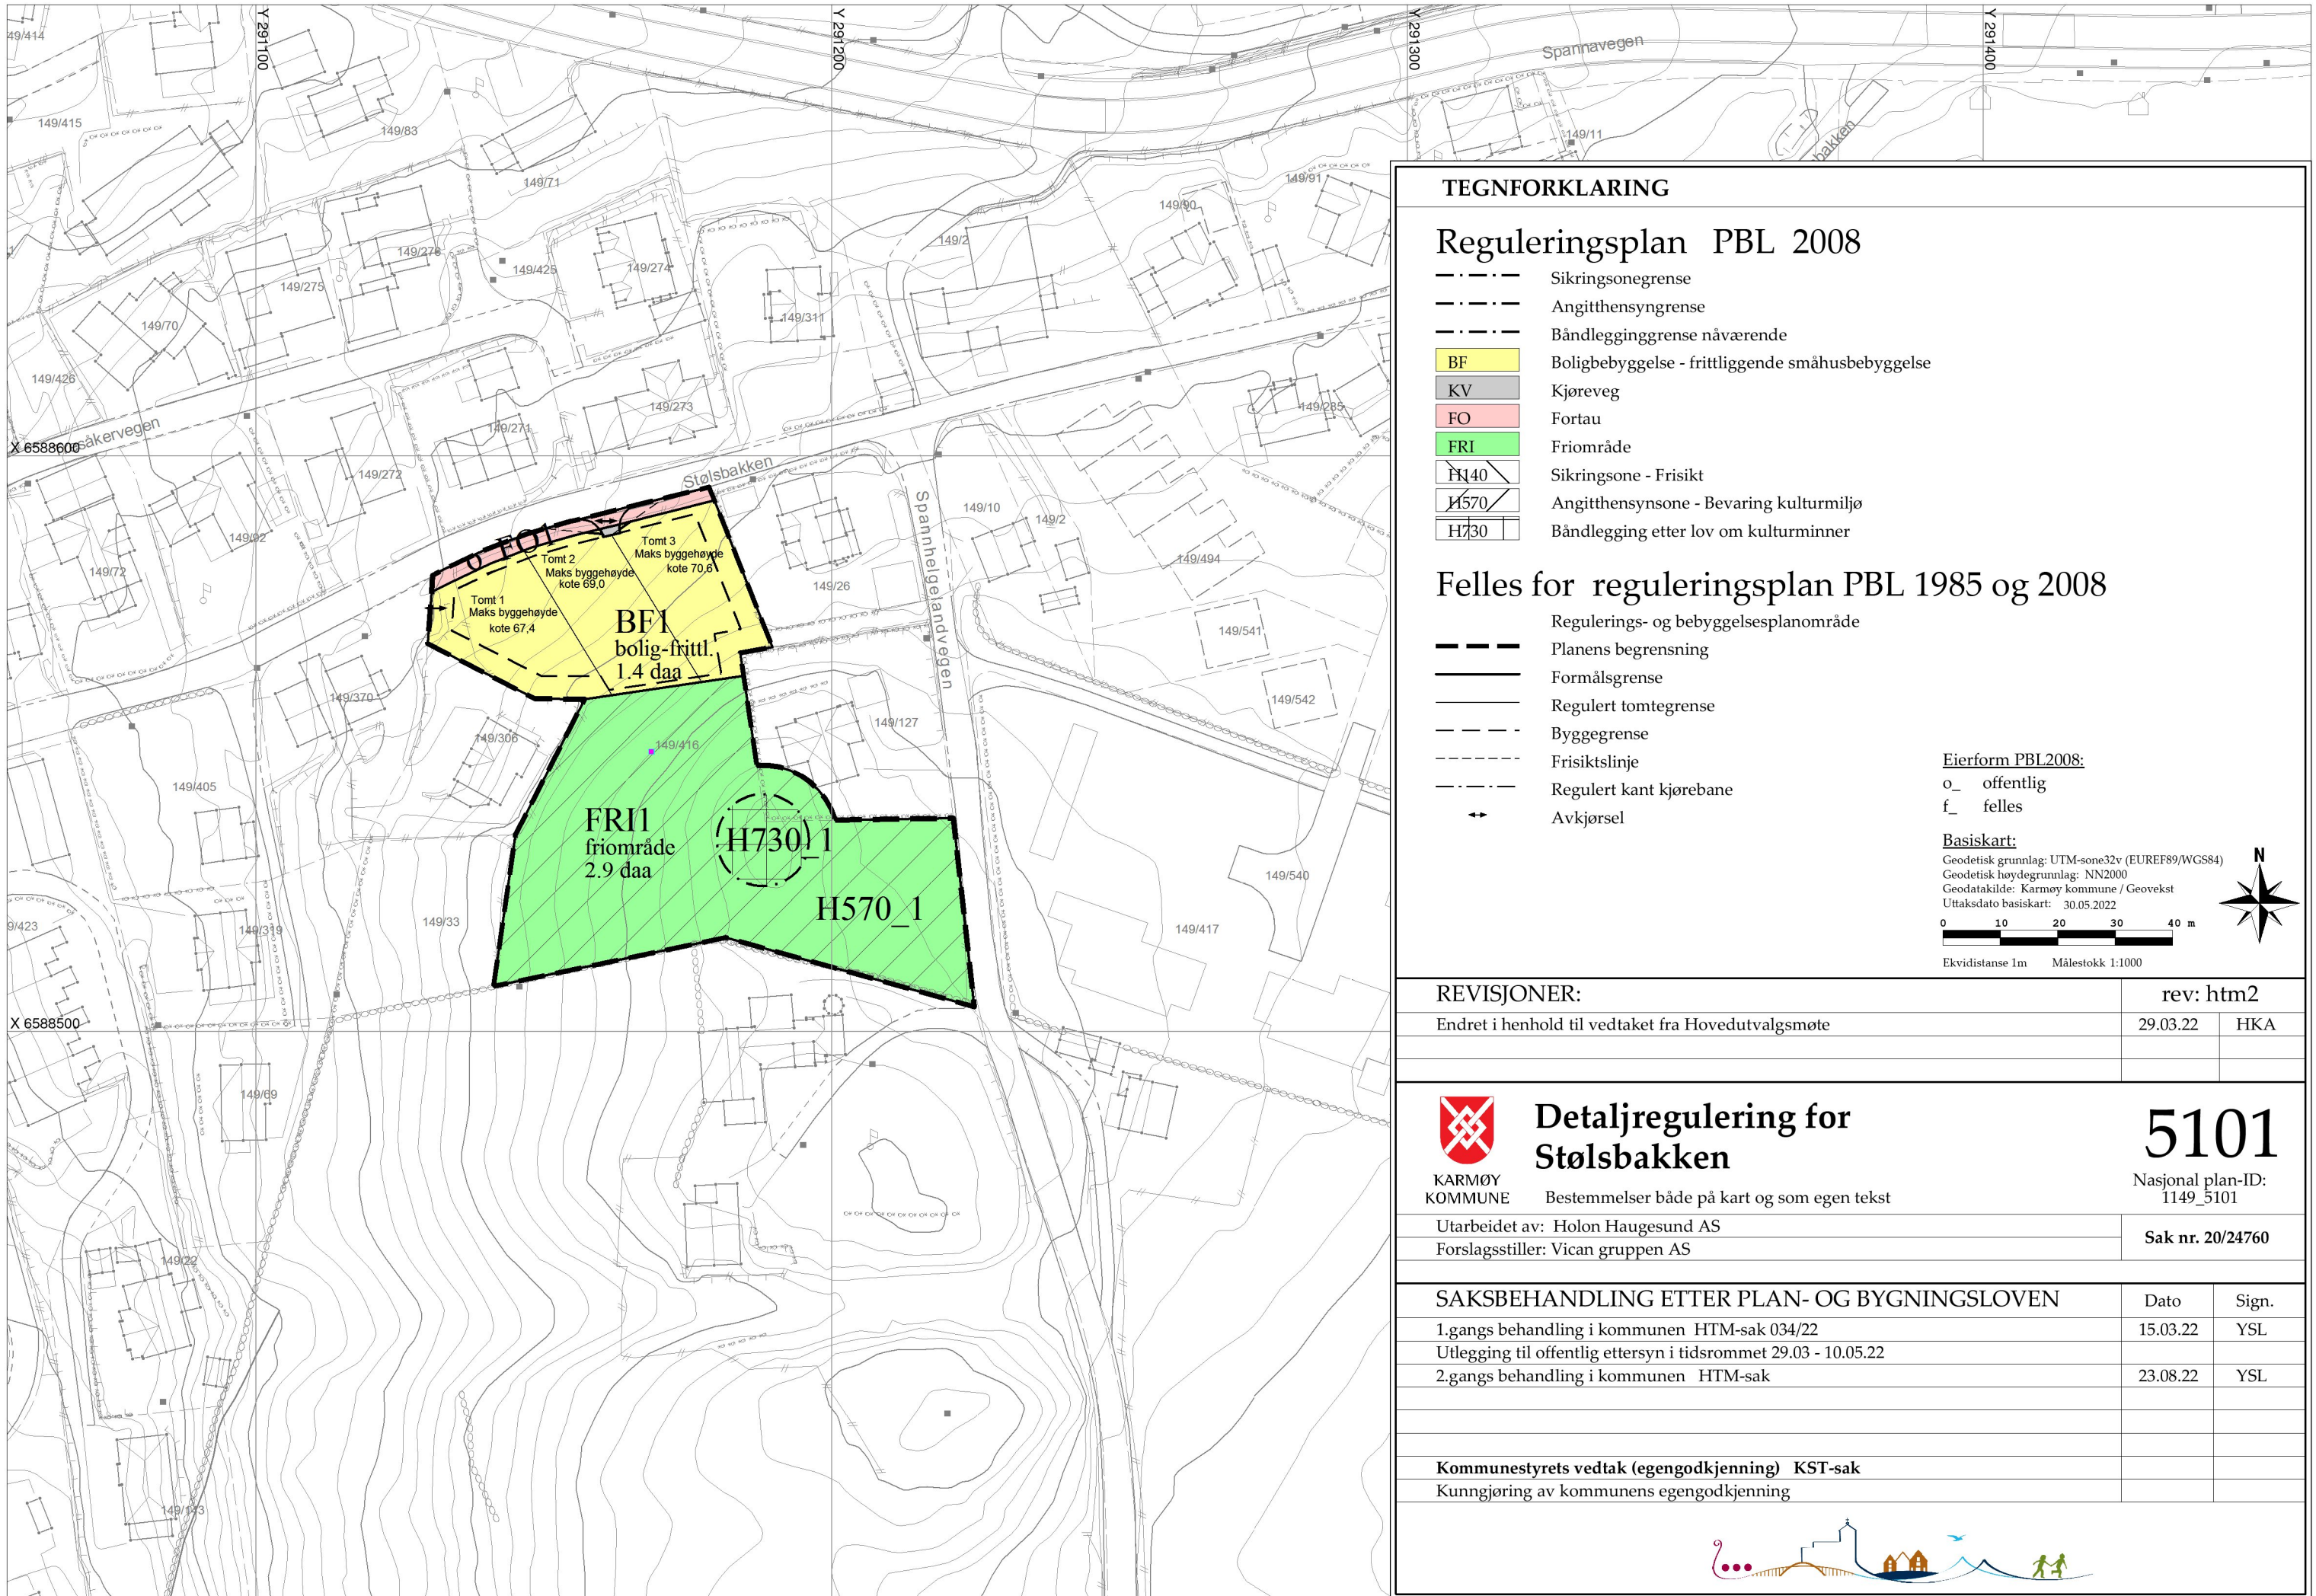 Y 291100
Y 291200
Y 291300
Y 291400
49/414
149/415
149/83
149/71
Spannavegen
149/11
bakken
149/91
149/90
149/2
149/276
149/425
149/274
149/275
149/311
149/70
149/426
149/273
149/285
149/271
såkervegen
X 6588600
149/272
Stølsbakken
149/92
149/72
149/10
149/2
149/494
149/26
Spannhelgelandvegen
149/541
149/542
o_FO1
Tomt 3
Maks byggehøyde
kote 70,6
Tomt 2
Maks byggehøyde
kote 69,0
Tomt 1
Maks byggehøyde
kote 67,4
BF1
bolig-frittl.
1.4 daa
149/370
149/306
149/416
149/127
149/405
FRI1
friområde
2.9 daa
H730_1
H570_1
149/540
149/417
9/423
149/319
149/33
X 6588500
149/69
149/22
149/143
TEGNFORKLARING
Reguleringsplan PBL 2008
Sikringsonegrense
Angitthensyngrense
Båndlegginggrense nåværende
BF Boligbebyggelse - frittliggende småhusbebyggelse
KV Kjøreveg
FO Fortau
FRI Friområde
H140 Sikringsone - Frisikt
H570 Angitthensynsone - Bevaring kulturmiljø
H730 Båndlegging etter lov om kulturminner
Felles for reguleringsplan PBL 1985 og 2008
Regulerings- og bebyggelsesplanområde
Planens begrensning
Formålsgrense
Regulert tomtegrense
Byggegrense
Frisiktslinje
Regulert kant kjørebane
Avkjørsel
Eierform PBL2008:
o_ offentlig
f_ felles
Basiskart:
Geodetisk grunnlag: UTM-sone32v (EUREF89/WGS84)
Geodetisk høydegrunnlag: NN2000
Geodatakilde: Karmøy kommune / Geovekst
Uttaksdato basiskart: 30.05.2022
N
0 10 20 30 40 m
Ekvidistanse 1m Målestokk 1:1000
REVISJONER: rev: htm2
Endret i henhold til vedtaket fra Hovedutvalgsmøte 29.03.22 HKA
KARMØY
KOMMUNE
Detaljregulering for
Stølsbakken
Bestemmelser både på kart og som egen tekst
5101
Nasjonal plan-ID:
1149_5101
Utarbeidet av: Holon Haugesund AS
Forslagsstiller: Vican gruppen AS
Sak nr. 20/24760
SAKSBEHANDLING ETTER PLAN- OG BYGNINGSLOVEN Dato Sign.
1.gangs behandling i kommunen HTM-sak 034/22 15.03.22 YSL
Utlegging til offentlig ettersyn i tidsrommet 29.03 - 10.05.22
2.gangs behandling i kommunen HTM-sak 23.08.22 YSL
Kommunestyrets vedtak (egengodkjenning) KST-sak
Kunngjøring av kommunens egengodkjenning